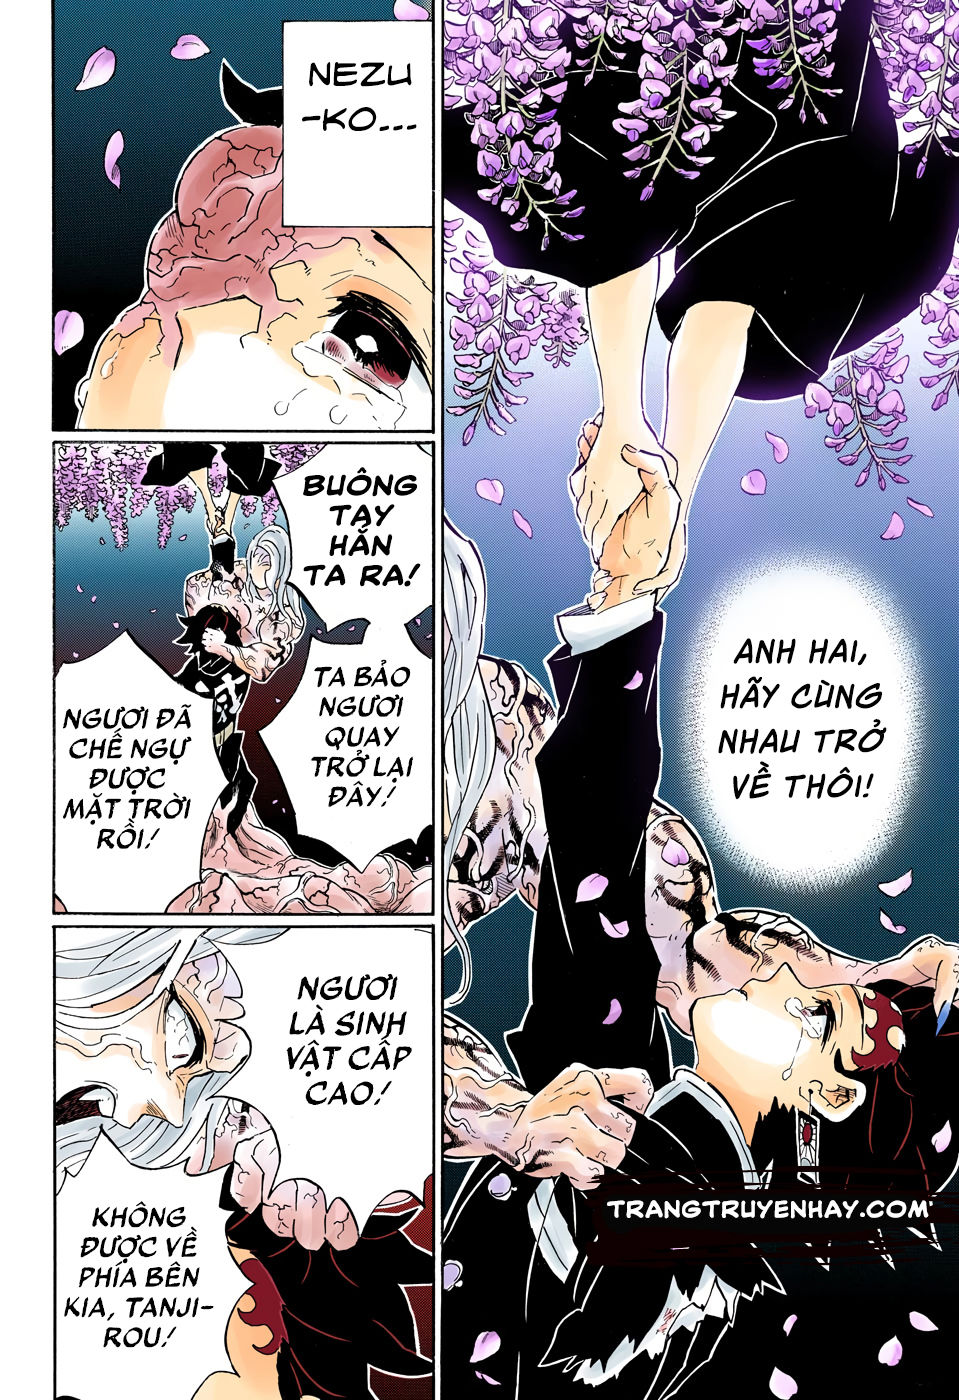 ANH HAI,
HÃY CÙNG
NHAU TRỞ
VỀ THÔI!
NEZU
-KO...
BUÔNG
TAY
HẮN
TA RA!
TA BẢO
NGƯƠI
QUAY
TRỞ LẠI
ĐÂY!
NGƯƠI ĐÃ
CHẾ NGỰ
ĐƯỢC
MẶT TRỜI
RỒI!
NGƯƠI
LÀ SINH
VẬT CẤP
CAO!
KHÔNG
ĐƯỢC VỀ
PHÍA BÊN
KIA, TANJI-
ROU!
TRANGTRUYENHAY.COM